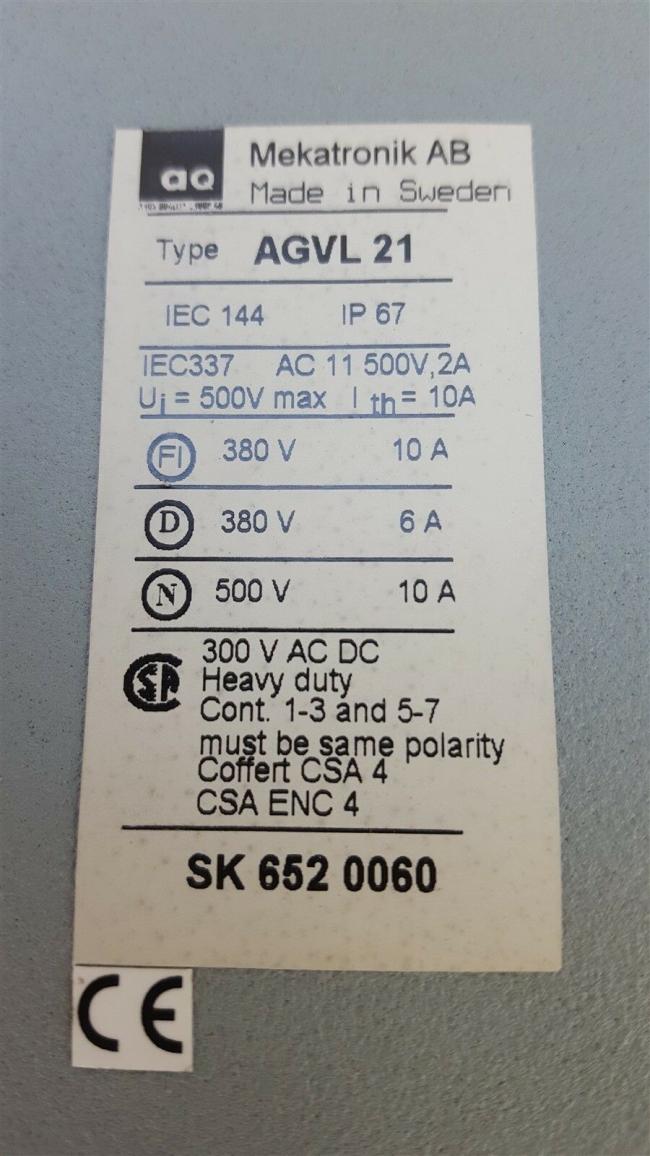 aQ Mekatronik AB
Made in Sweden
Type AGVL 21
IEC 144 IP 67
IEC337 AC 11 500V,2A
Ui = 500V max I th = 10A
FI 380 V 10 A
D 380 V 6 A
N 500 V 10 A
300 V AC DC
SA Heavy duty
Cont. 1-3 and 5-7
must be same polarity
Coffert CSA 4
CSA ENC 4
SK 652 0060
CE